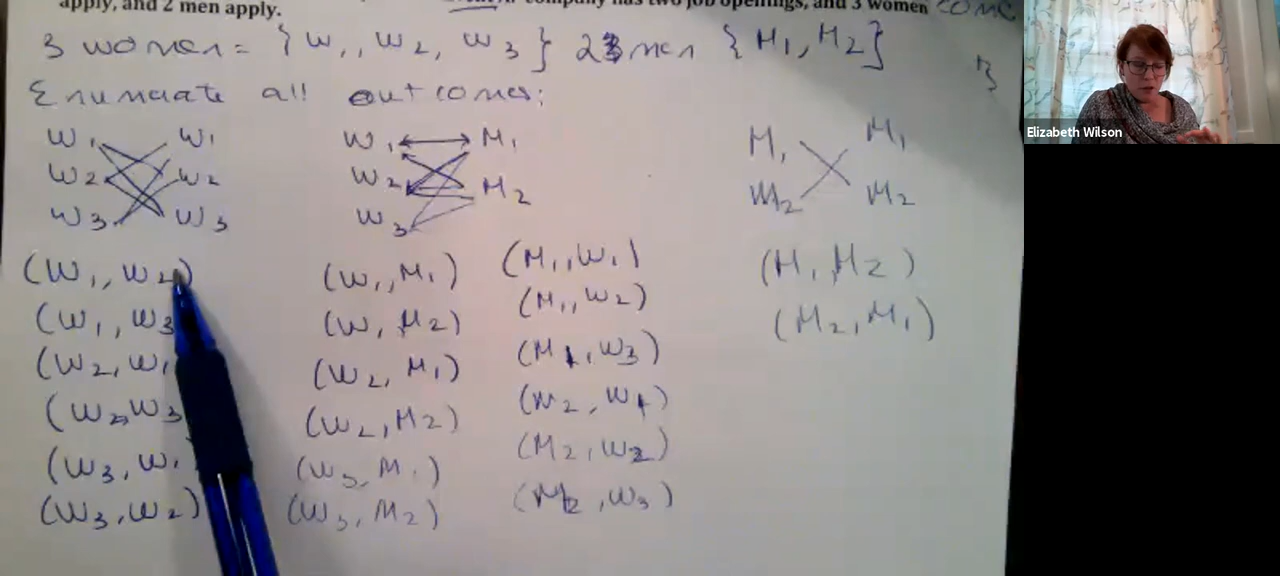 apply, and 2 men apply. company has two job openings, and 3 women
3 women = {W1, W2, W3} 2 men {M1, M2}
Enumerate all outcomes:
W1 W1 W1 M1 M1 M1
W2 W2 W2 M2 M2 M2
W3 W3 W3
(W1, W2) (W1, M1) (M1, W1) (M1, M2)
(W1, W3 (W1 M2) (M1, W2) (M2, M1)
(W2, W1 (W2, M1) (M1, W3)
(W2, W3 (W2, M2) (M2, W1)
(W3, W1 (W3, M1) (M2, W2)
(W3, W2) (W3, M2) (M2, W3)
Elizabeth Wilson